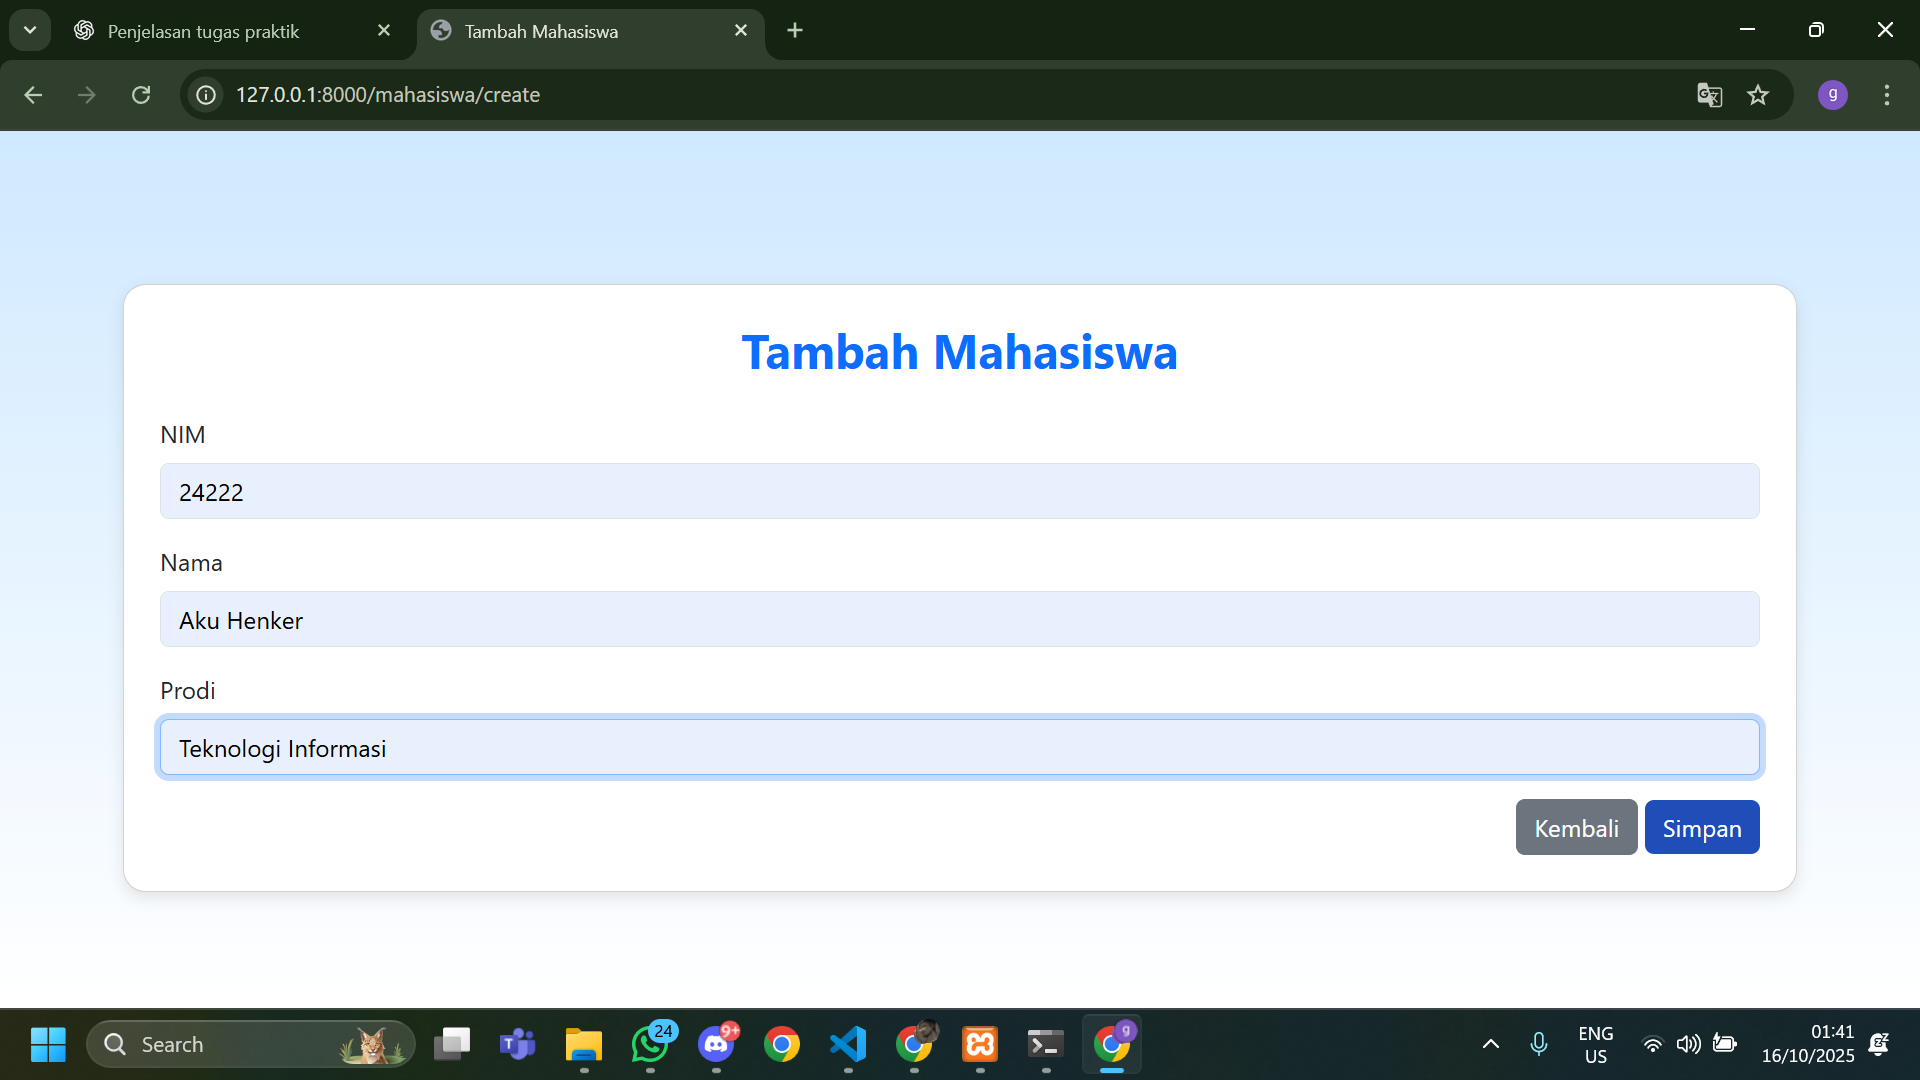 Penjelasan tugas praktik
Tambah Mahasiswa
127.0.0.1:8000/mahasiswa/create
g
Tambah Mahasiswa
NIM
24222
Nama
Aku Henker
Prodi
Teknologi Informasi
Kembali
Simpan
Search
24
9+
g
ENG
US
01:41
16/10/2025